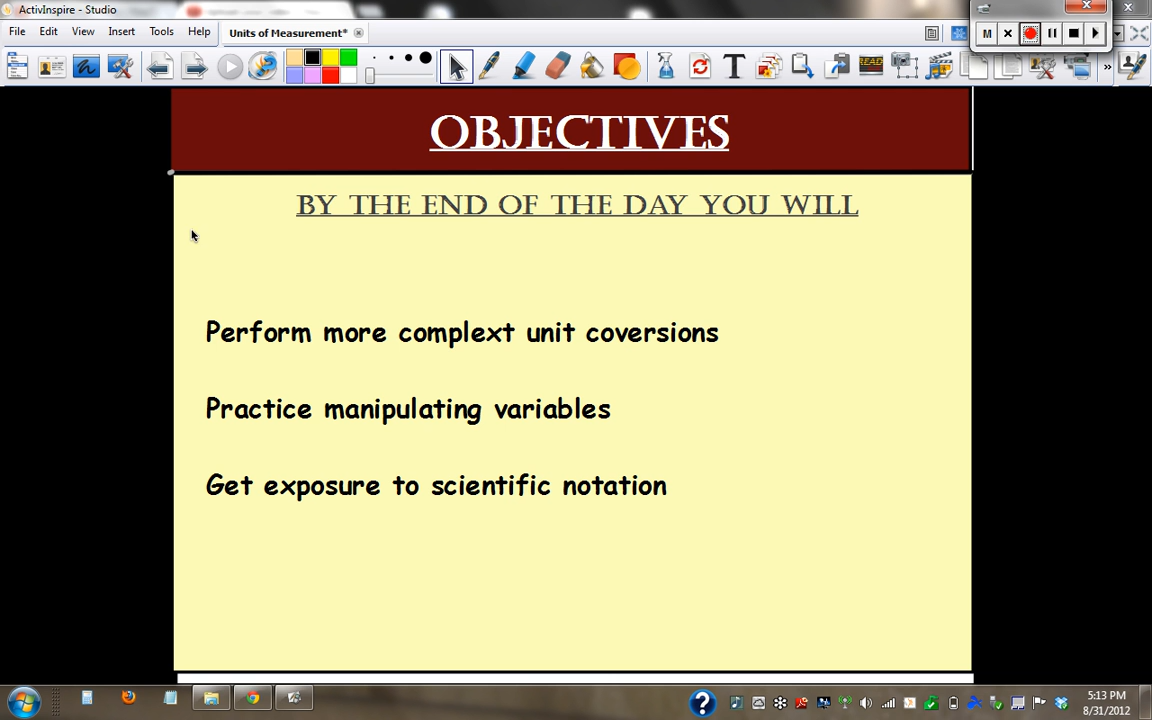 ActivInspire - Studio
File Edit View Insert Tools Help Units of Measurement*
M
T READ »
OBJECTIVES
BY THE END OF THE DAY YOU WILL
Perform more complext unit coversions
Practice manipulating variables
Get exposure to scientific notation
5:13 PM
8/31/2012